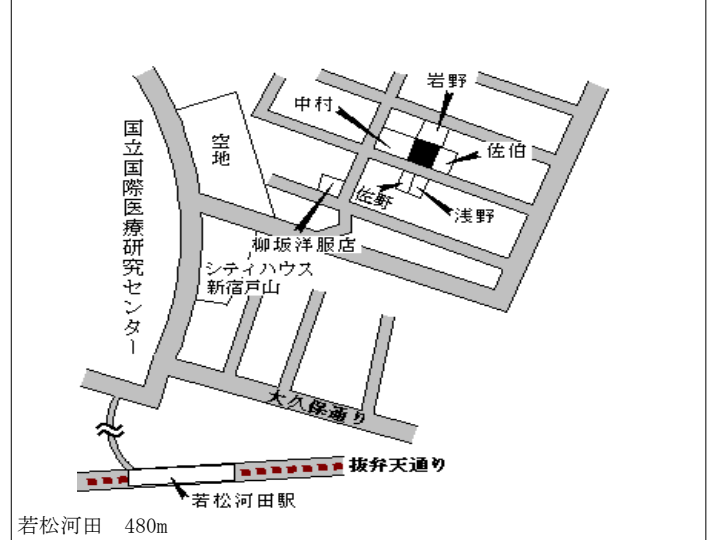 岩野
中村
国立国際医療研究センター
空地
佐伯
佐野
浅野
柳坂洋服店
シティハウス
新宿戸山
大久保通り
抜弁天通り
若松河田駅
若松河田　480m